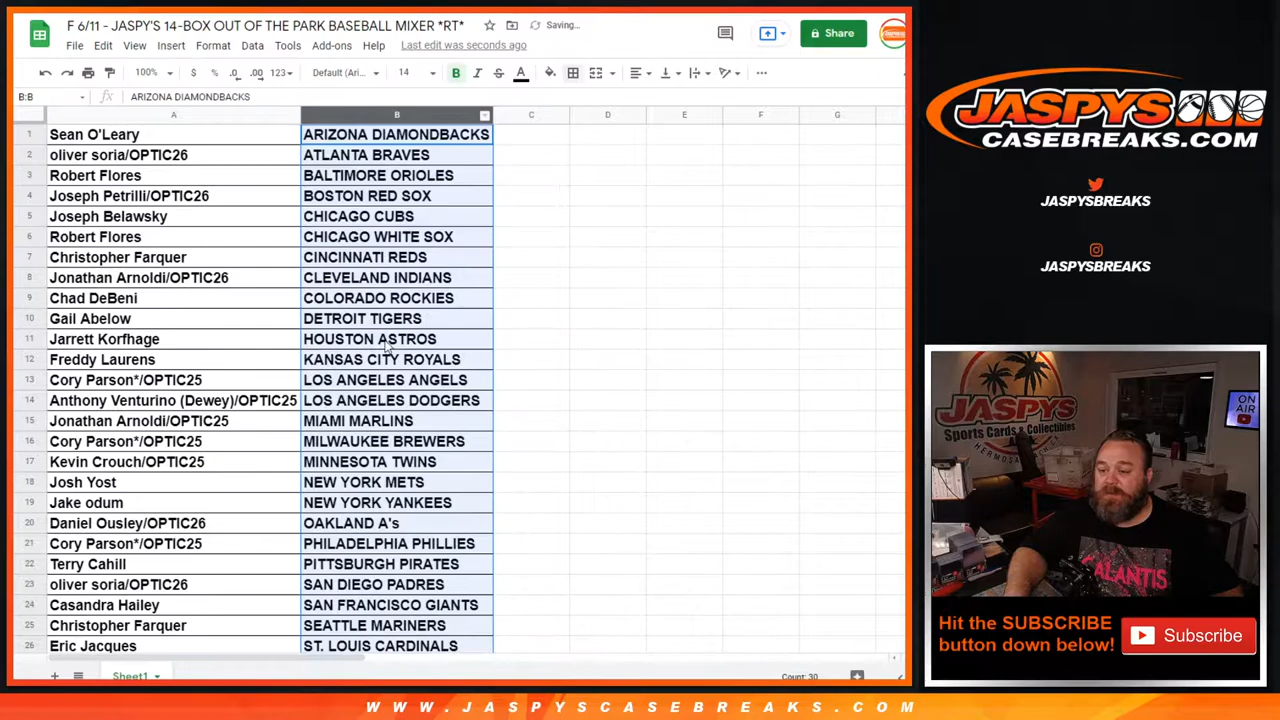 F 6/11 - JASPY'S 14-BOX OUT OF THE PARK BASEBALL MIXER *RT*
Saving...
File Edit View Insert Format Data Tools Add-ons Help Last edit was seconds ago
Share
100% $ % .0 .00 123 Default (Ari... 14 B I S A
B:B fx ARIZONA DIAMONDBACKS
A B C D E F G
1 Sean O'Leary ARIZONA DIAMONDBACKS
2 oliver soria/OPTIC26 ATLANTA BRAVES
3 Robert Flores BALTIMORE ORIOLES
4 Joseph Petrilli/OPTIC26 BOSTON RED SOX
5 Joseph Belawsky CHICAGO CUBS
6 Robert Flores CHICAGO WHITE SOX
7 Christopher Farquer CINCINNATI REDS
8 Jonathan Arnoldi/OPTIC26 CLEVELAND INDIANS
9 Chad DeBeni COLORADO ROCKIES
10 Gail Abelow DETROIT TIGERS
11 Jarrett Korfhage HOUSTON ASTROS
12 Freddy Laurens KANSAS CITY ROYALS
13 Cory Parson*/OPTIC25 LOS ANGELES ANGELS
14 Anthony Venturino (Dewey)/OPTIC25 LOS ANGELES DODGERS
15 Jonathan Arnoldi/OPTIC26 MIAMI MARLINS
16 Cory Parson*/OPTIC25 MILWAUKEE BREWERS
17 Kevin Crouch/OPTIC25 MINNESOTA TWINS
18 Josh Yost NEW YORK METS
19 Jake odum NEW YORK YANKEES
20 Daniel Ousley/OPTIC26 OAKLAND A's
21 Cory Parson*/OPTIC25 PHILADELPHIA PHILLIES
22 Terry Cahill PITTSBURGH PIRATES
23 oliver soria/OPTIC26 SAN DIEGO PADRES
24 Casandra Hailey SAN FRANCISCO GIANTS
25 Christopher Farquer SEATTLE MARINERS
26 Eric Jacques ST. LOUIS CARDINALS
Sheet1
Count: 30
JASPYS
CASEBREAKS.COM
JASPYSBREAKS
JASPYSBREAKS
JASPYS
Sports Cards & Collectibles
HERMOSA
ON
AIR
GALANTIS
Hit the SUBSCRIBE
button down below!
Subscribe
WWW.JASPYSCASEBREAKS.COM